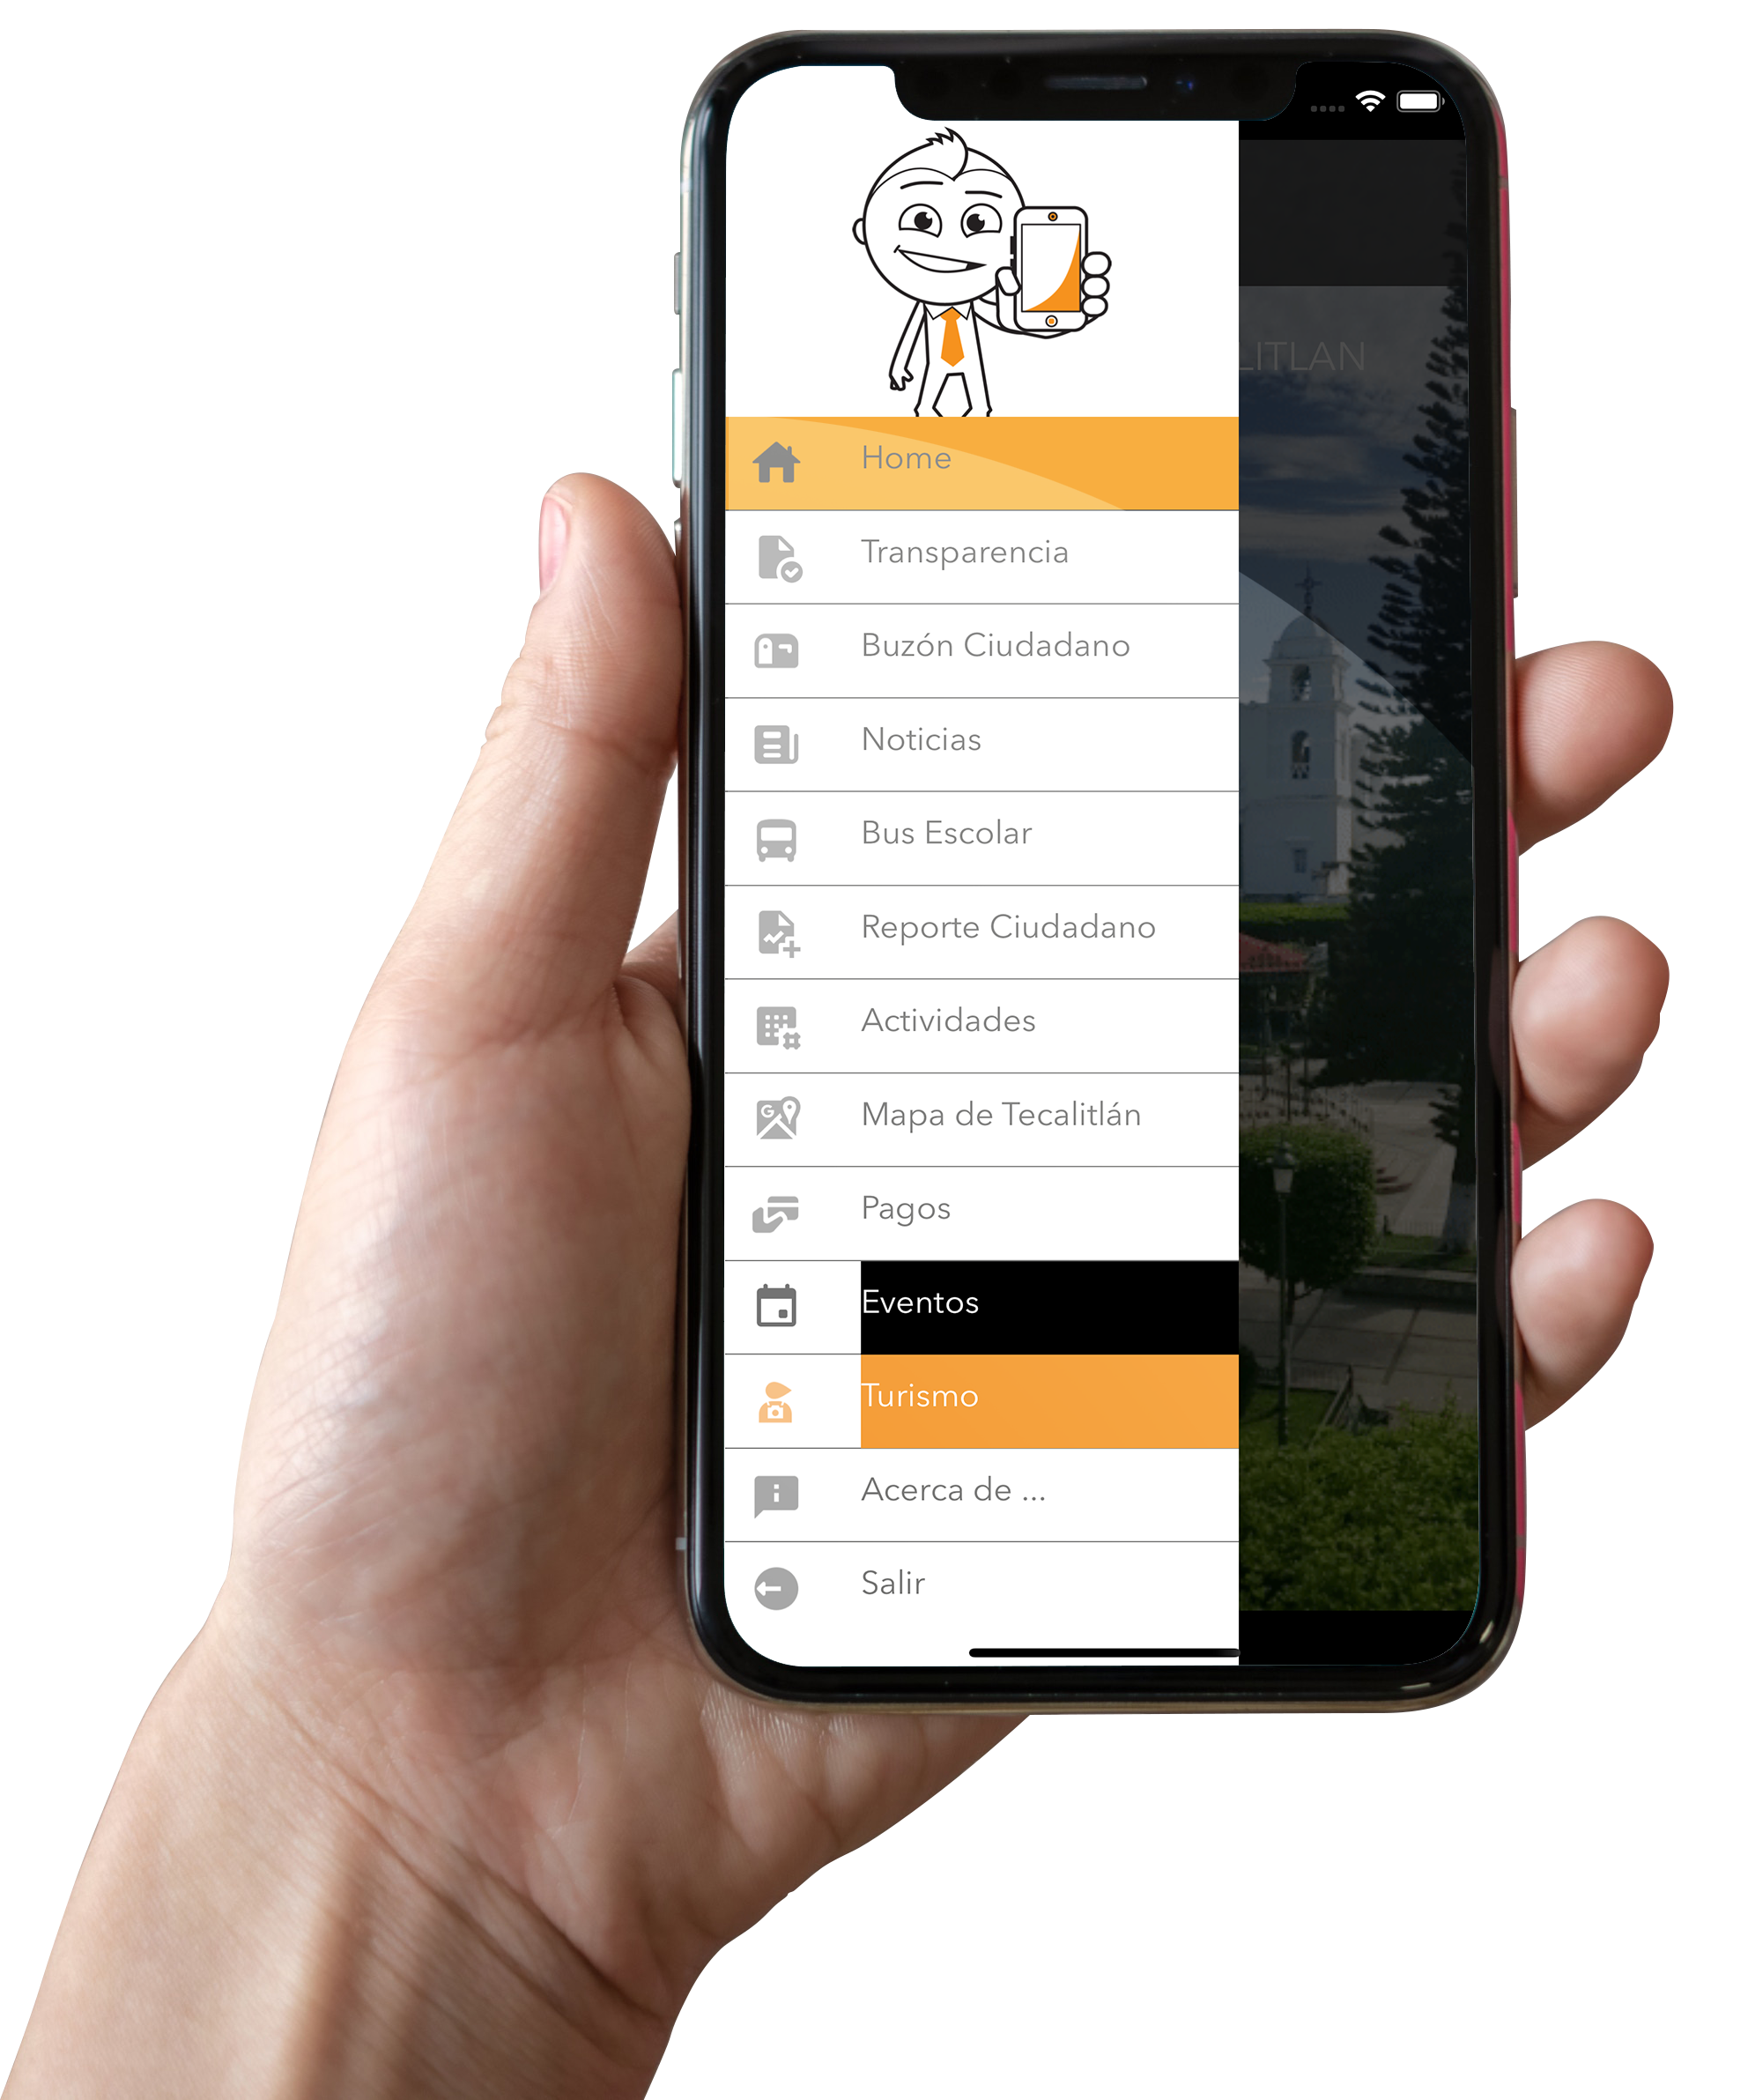 LITLAN
Home
Transparencia
Buzón Ciudadano
Noticias
Bus Escolar
Reporte Ciudadano
Actividades
Mapa de Tecalitlán
Pagos
Eventos
Turismo
Acerca de ...
Salir